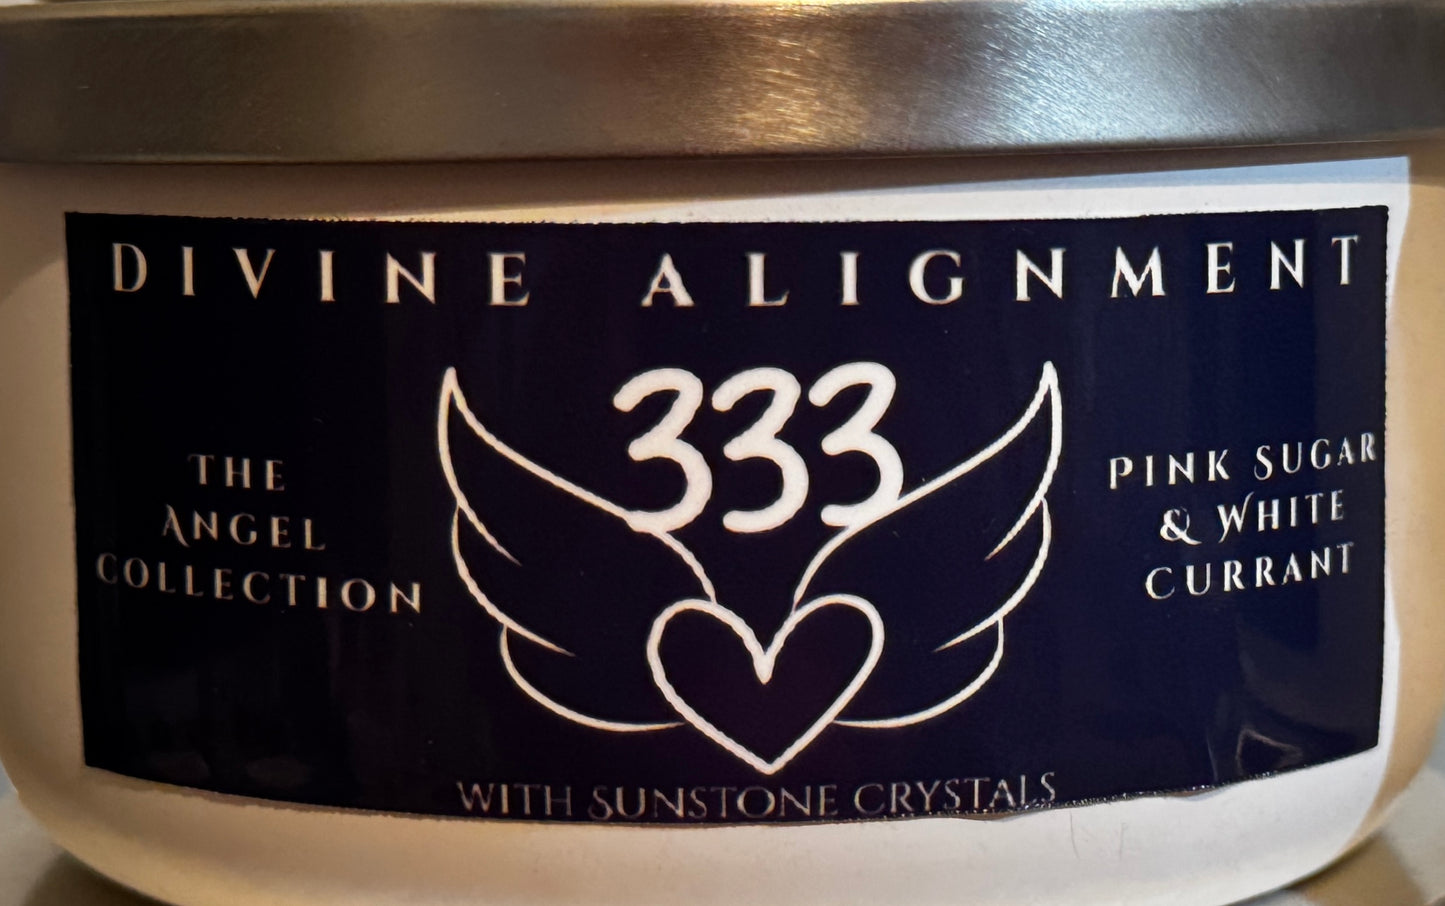 DIVINE ALIGNMENT
333
THE
ANGEL
COLLECTION
PINK SUGAR
& WHITE
CURRANT
WITH SUNSTONE CRYSTALS